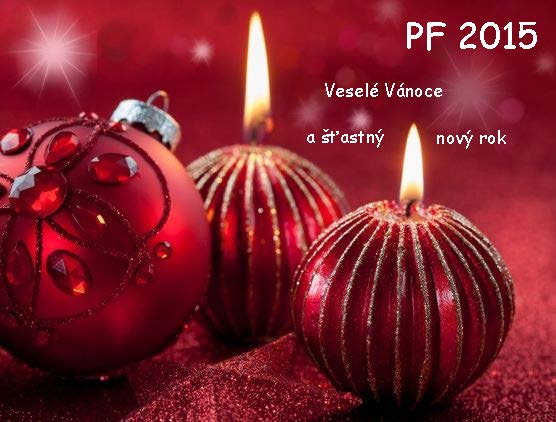 PF 2015
Veselé Vánoce
a šťastný nový rok